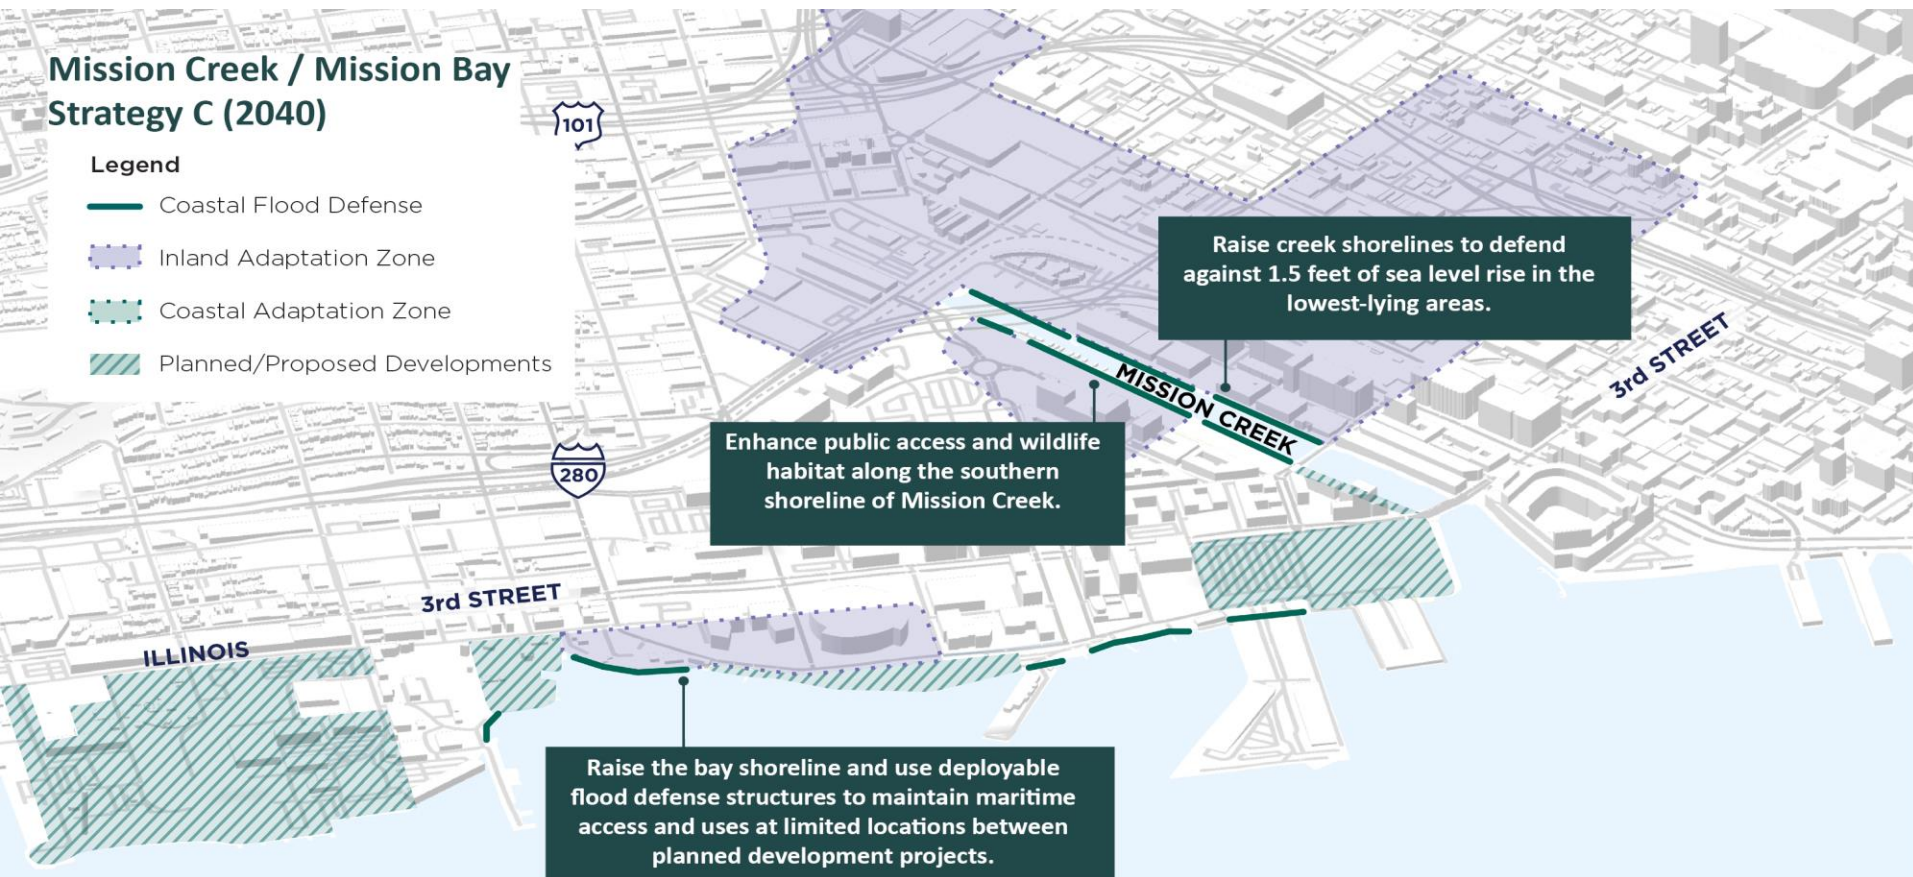 Mission Creek / Mission Bay
Strategy C (2040)
Legend
Coastal Flood Defense
Inland Adaptation Zone
Coastal Adaptation Zone
Planned/Proposed Developments
101
280
Raise creek shorelines to defend
against 1.5 feet of sea level rise in the
lowest-lying areas.
3rd STREET
MISSION CREEK
Enhance public access and wildlife
habitat along the southern
shoreline of Mission Creek.
3rd STREET
ILLINOIS
Raise the bay shoreline and use deployable
flood defense structures to maintain maritime
access and uses at limited locations between
planned development projects.